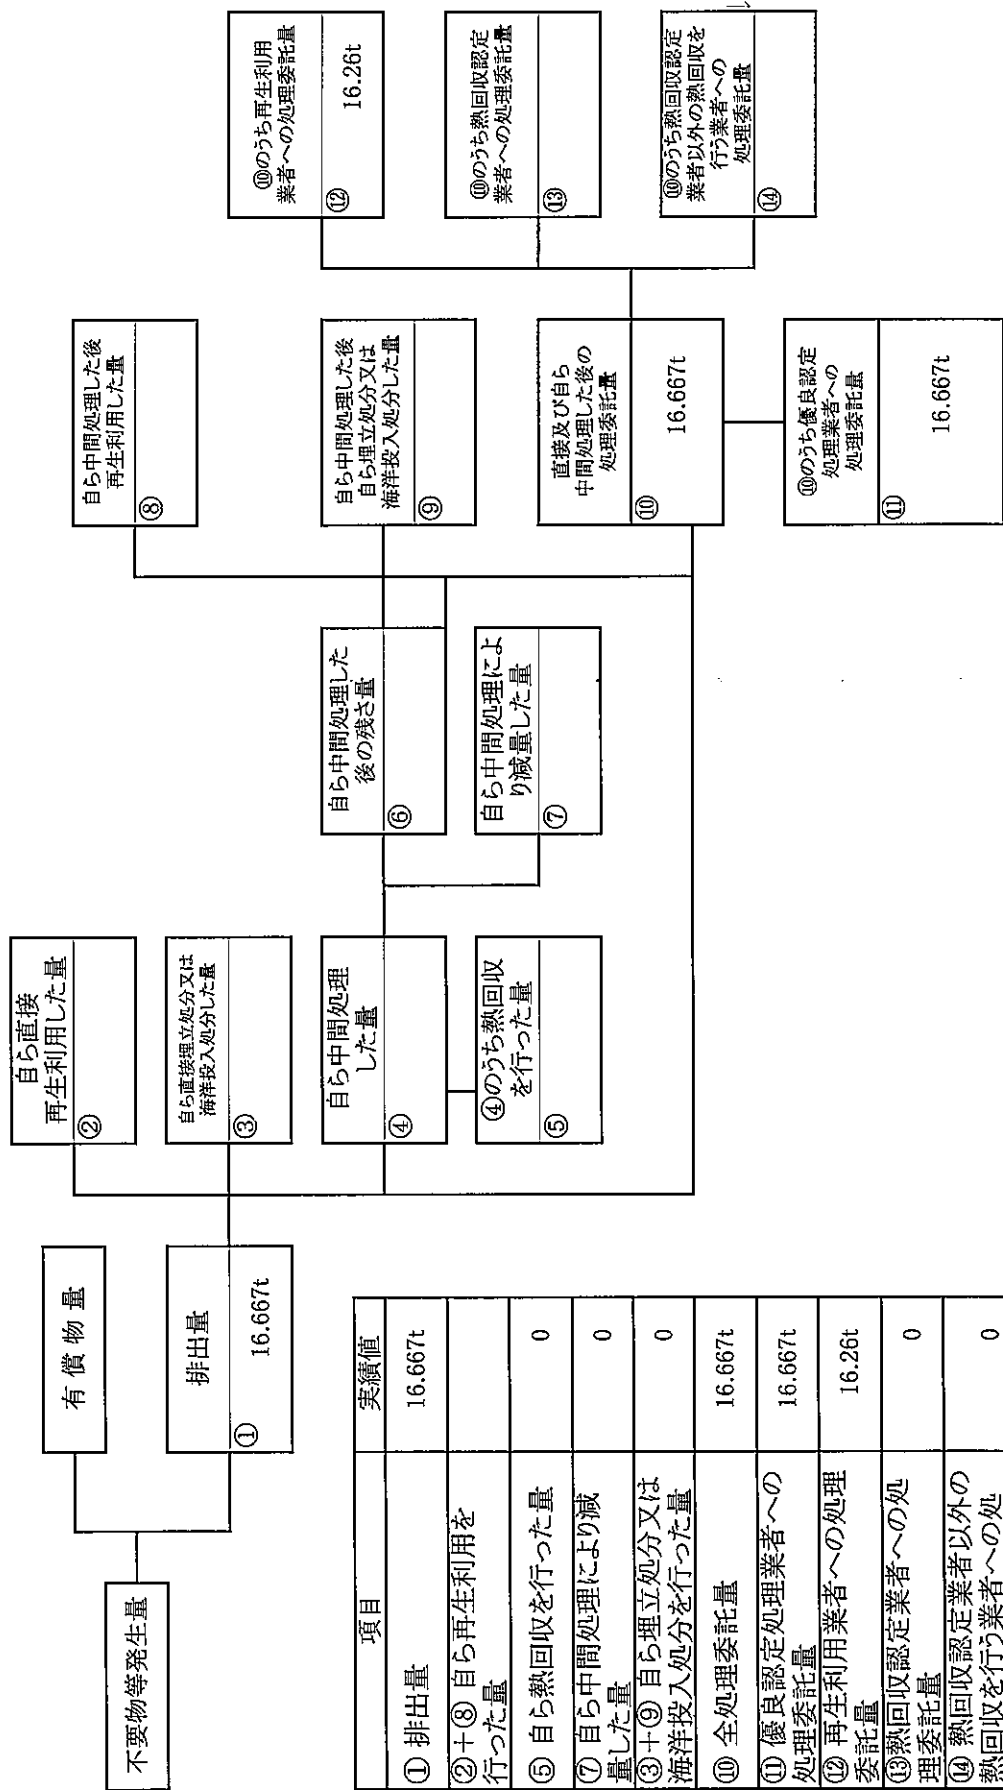 不要物等発生量
有 償 物 量
排出量
①
16.667t
自ら直接
再生利用した量
②
自ら直接埋立処分又は
海洋投入処分した量
③
自ら中間処理
した量
④
④のうち熱回収
を行った量
⑤
自ら中間処理した
後の残さ量
⑥
自ら中間処理によ
り減量した量
⑦
自ら中間処理した後
再生利用した量
⑧
自ら中間処理した後
自ら埋立処分又は
海洋投入処分した量
⑨
直接及び自ら
中間処理した後の
処理委託量
⑩
16.667t
⑩のうち優良認定
処理業者への
処理委託量
⑪
16.667t
⑩のうち再生利用
業者への処理委託量
⑫
16.26t
⑩のうち熱回収認定
業者への処理委託量
⑬
⑩のうち熱回収認定
業者以外の熱回収を
行う業者への
処理委託量
⑭
項目 実績値
① 排出量 16.667t
②+⑧ 自ら再生利用を
行った量
⑤ 自ら熱回収を行った量 0
⑦ 自ら中間処理により減
量した量 0
③+⑨ 自ら埋立処分又は
海洋投入処分を行った量 0
⑩ 全処理委託量 16.667t
⑪ 優良認定処理業者への
処理委託量 16.667t
⑫ 再生利用業者への処理
委託量 16.26t
⑬熱回収認定業者への処
理委託量 0
⑭ 熱回収認定業者以外の
熱回収を行う業者への処 0